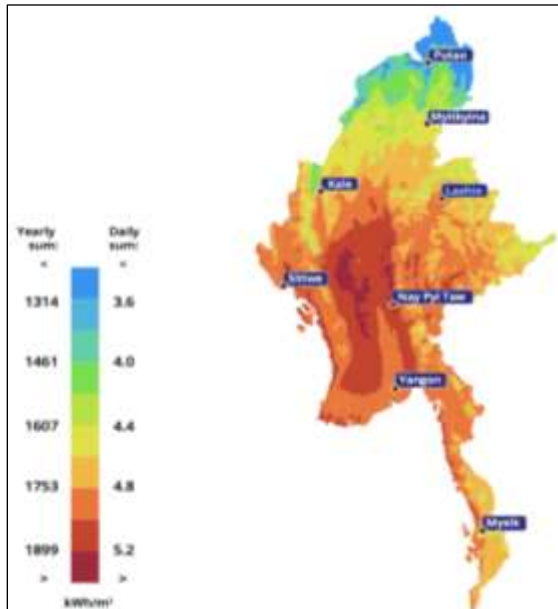 Putao
Myitkyina
Kale
Lashio
Yearly
sum:
Daily
sum:
<
<
Sittwe
1314
3.6
Nay Pyi Taw
1461
4.0
Yangon
1607
4.4
1753
4.8
Myeik
1899
5.2
>
>
kWh/m²